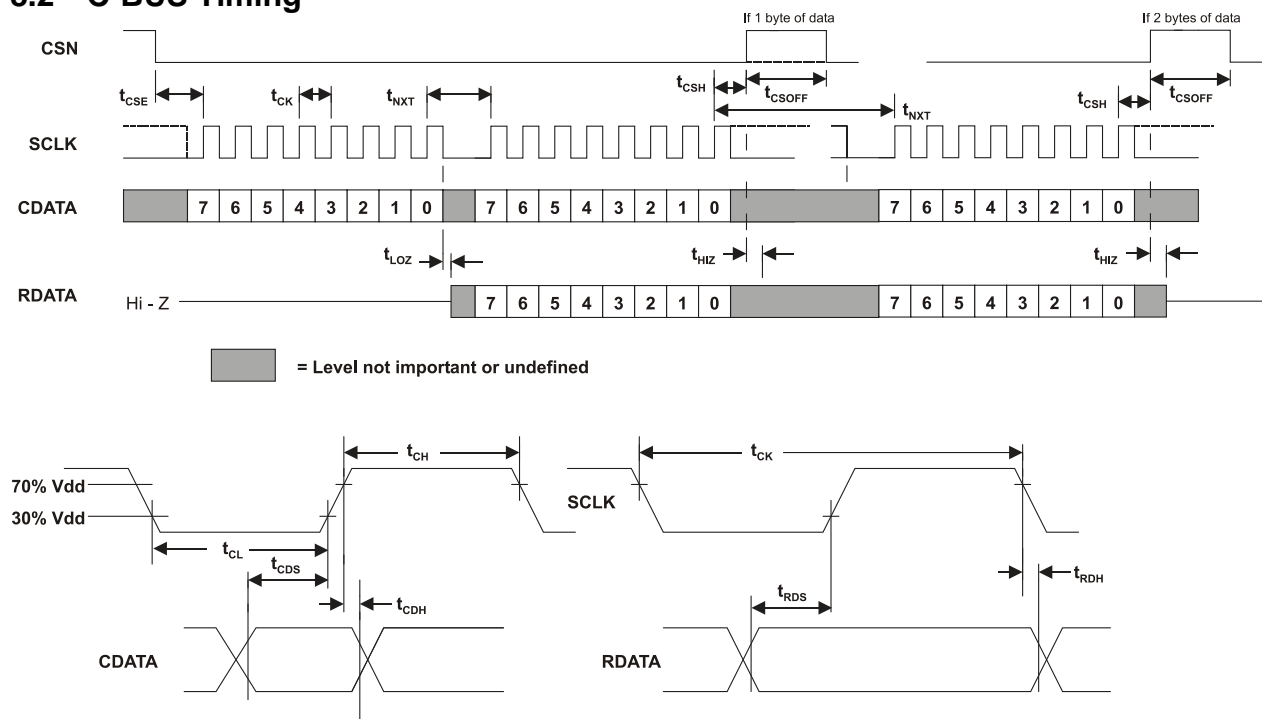 If 1 byte of data
If 2 bytes of data
CSN
tCSE
tCK
tNXT
tCSH
tCSOFF
tNXT
tCSH
tCSOFF
SCLK
CDATA
7 6 5 4 3 2 1 0
7 6 5 4 3 2 1 0
7 6 5 4 3 2 1 0
tLOZ
tHIZ
tHIZ
RDATA
Hi - Z
7 6 5 4 3 2 1 0
7 6 5 4 3 2 1 0
= Level not important or undefined
tCH
tCK
70% Vdd
30% Vdd
SCLK
tCL
tCDS
tCDH
tRDS
tRDH
CDATA
RDATA